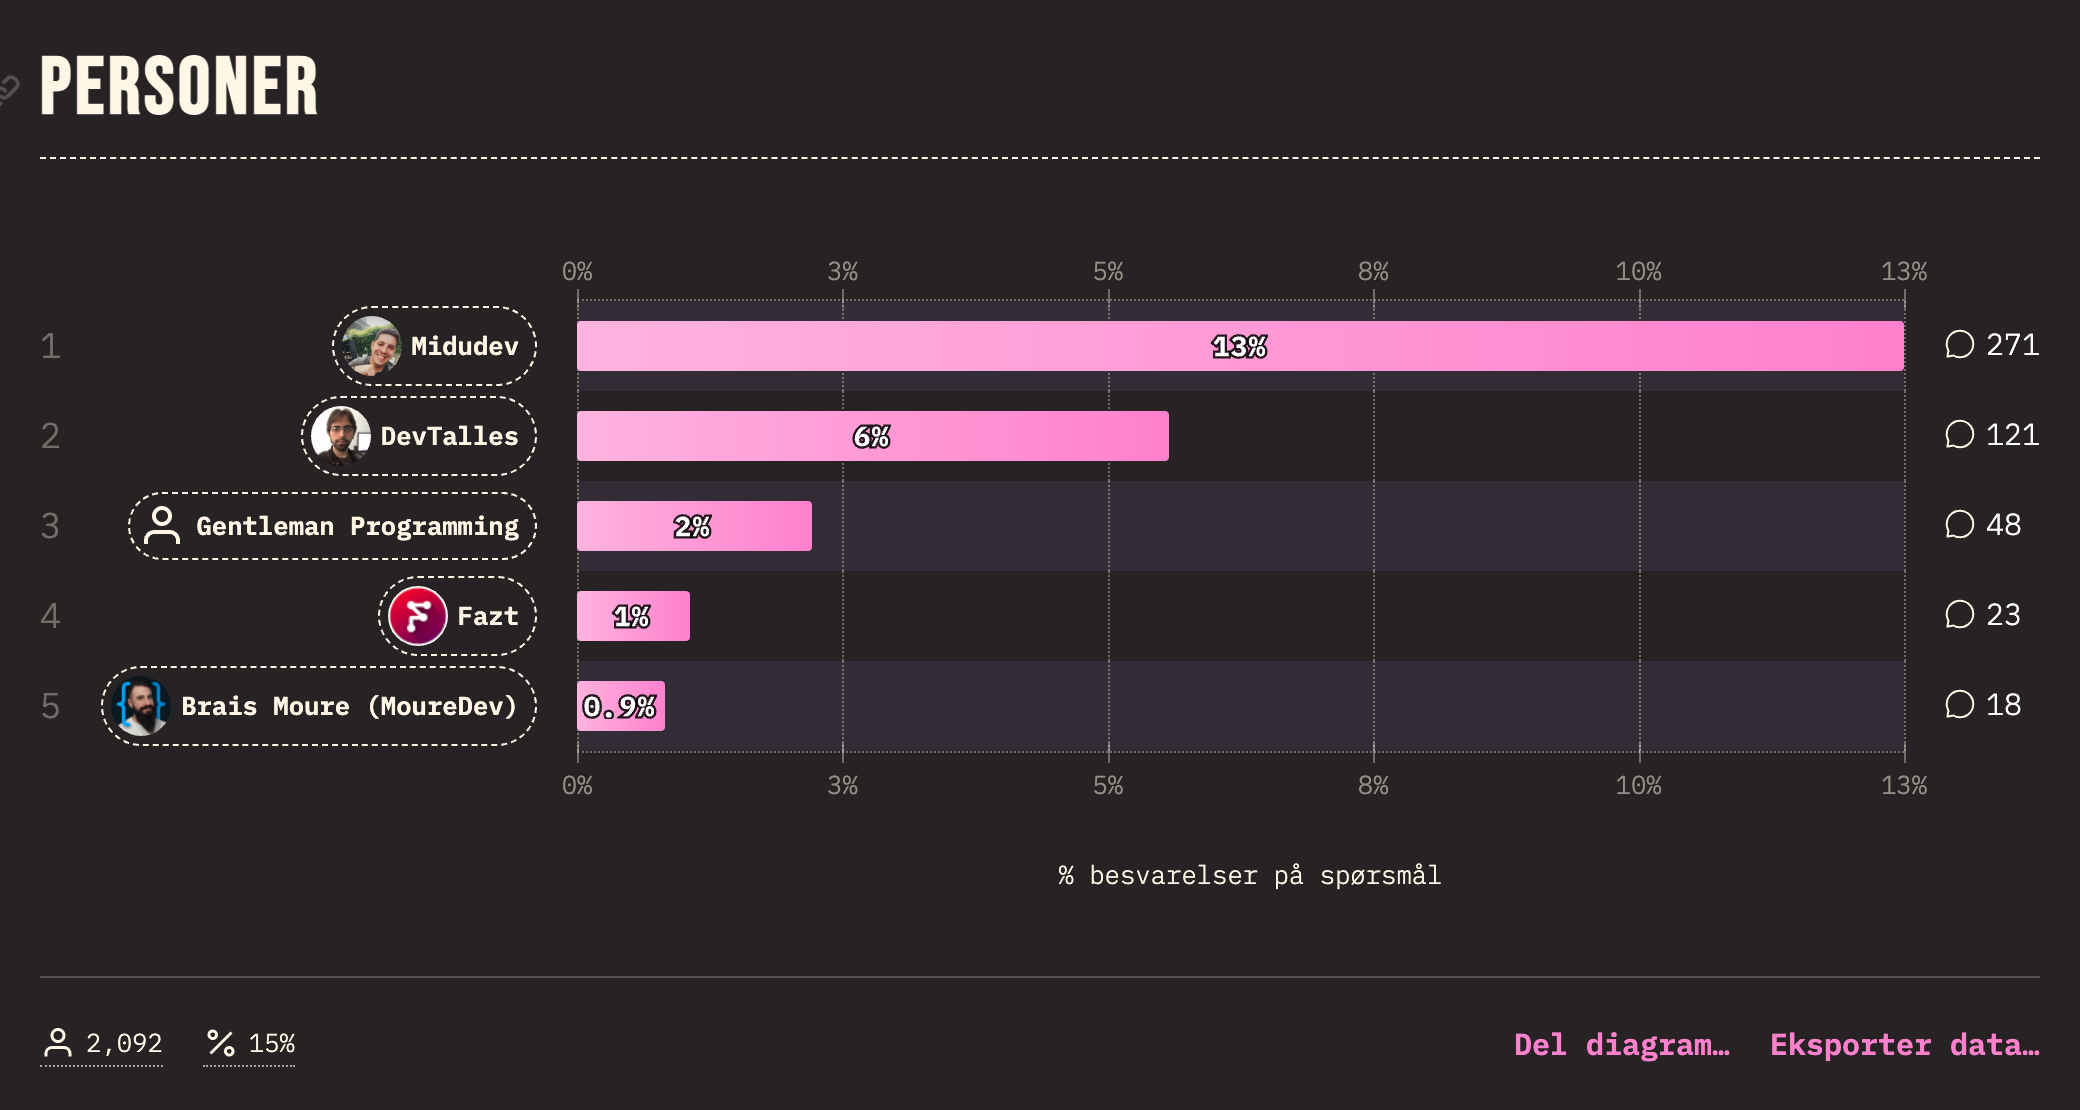 PERSONER
0% 3% 5% 8% 10% 13%
1 Midudev 13% 271
2 DevTalles 6% 121
3 Gentleman Programming 2% 48
4 Fazt 1% 23
5 Brais Moure (MoureDev) 0.9% 18
0% 3% 5% 8% 10% 13%
% besvarelser på spørsmål
2,092 % 15% Del diagram… Eksporter data…